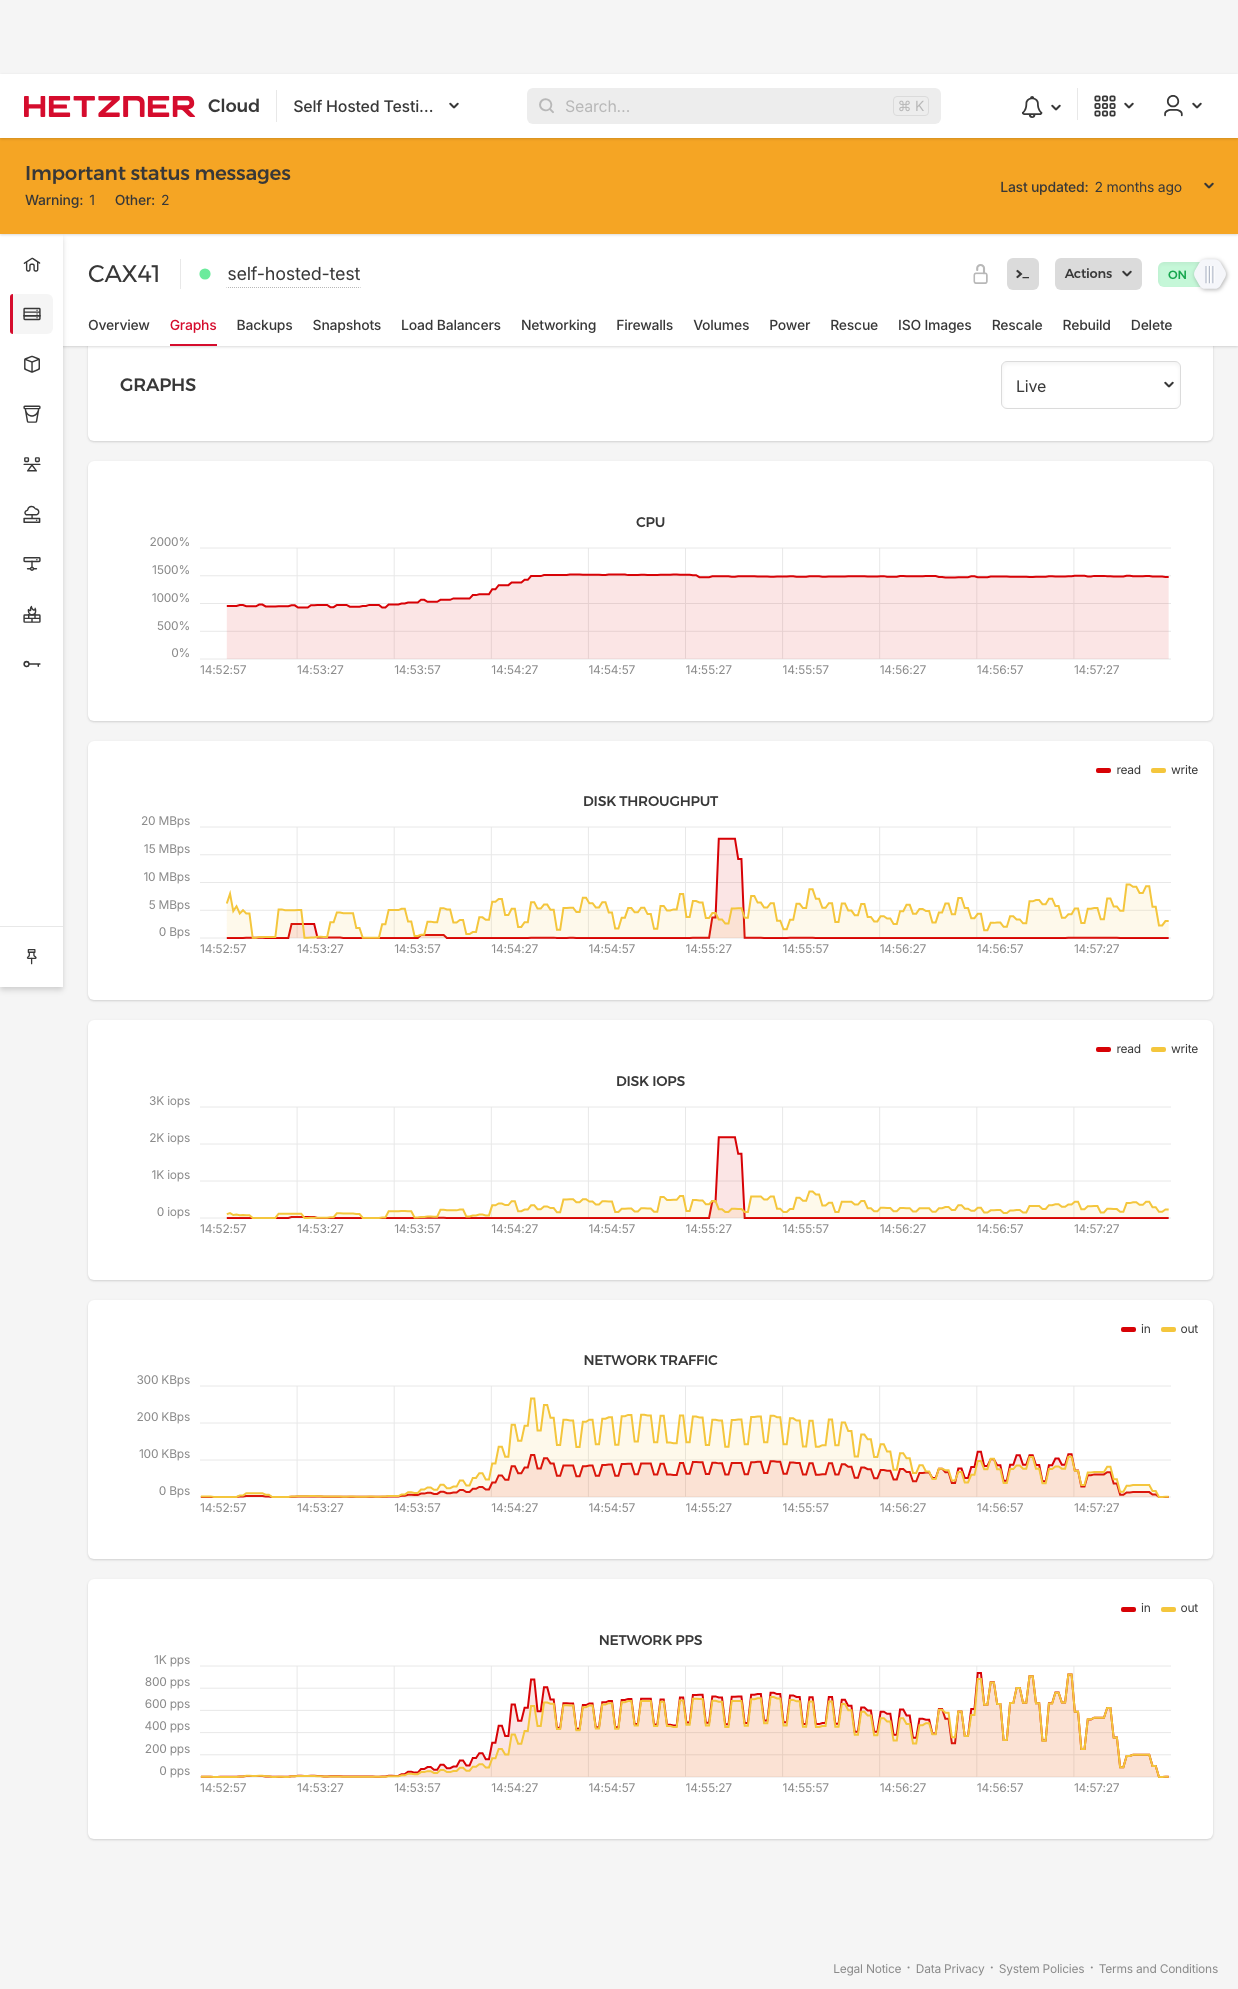 HETZNER Cloud Self Hosted Testi... Search... ⌘ K
Important status messages
Warning: 1 Other: 2
Last updated: 2 months ago
CAX41 self-hosted-test >_ Actions ON
Overview Graphs Backups Snapshots Load Balancers Networking Firewalls Volumes Power Rescue ISO Images Rescale Rebuild Delete
GRAPHS Live
CPU
2000%
1500%
1000%
500%
0%
14:52:57 14:53:27 14:53:57 14:54:27 14:54:57 14:55:27 14:55:57 14:56:27 14:56:57 14:57:27
read write
DISK THROUGHPUT
20 MBps
15 MBps
10 MBps
5 MBps
0 Bps
14:52:57 14:53:27 14:53:57 14:54:27 14:54:57 14:55:27 14:55:57 14:56:27 14:56:57 14:57:27
read write
DISK IOPS
3K iops
2K iops
1K iops
0 iops
14:52:57 14:53:27 14:53:57 14:54:27 14:54:57 14:55:27 14:55:57 14:56:27 14:56:57 14:57:27
in out
NETWORK TRAFFIC
300 KBps
200 KBps
100 KBps
0 Bps
14:52:57 14:53:27 14:53:57 14:54:27 14:54:57 14:55:27 14:55:57 14:56:27 14:56:57 14:57:27
in out
NETWORK PPS
1K pps
800 pps
600 pps
400 pps
200 pps
0 pps
14:52:57 14:53:27 14:53:57 14:54:27 14:54:57 14:55:27 14:55:57 14:56:27 14:56:57 14:57:27
Legal Notice · Data Privacy · System Policies · Terms and Conditions